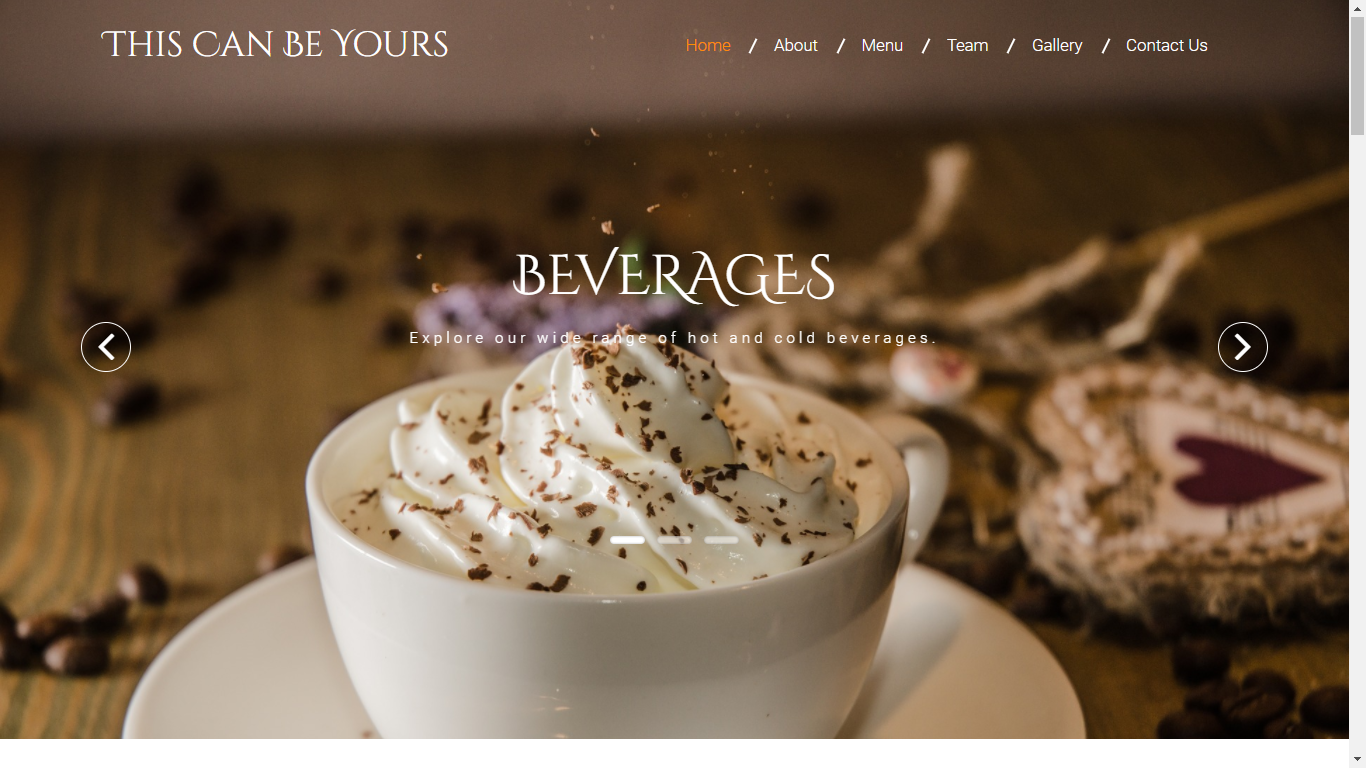 This Can Be Yours
Home / About / Menu / Team / Gallery / Contact Us
BEVERAGES
Explore our wide range of hot and cold beverages.